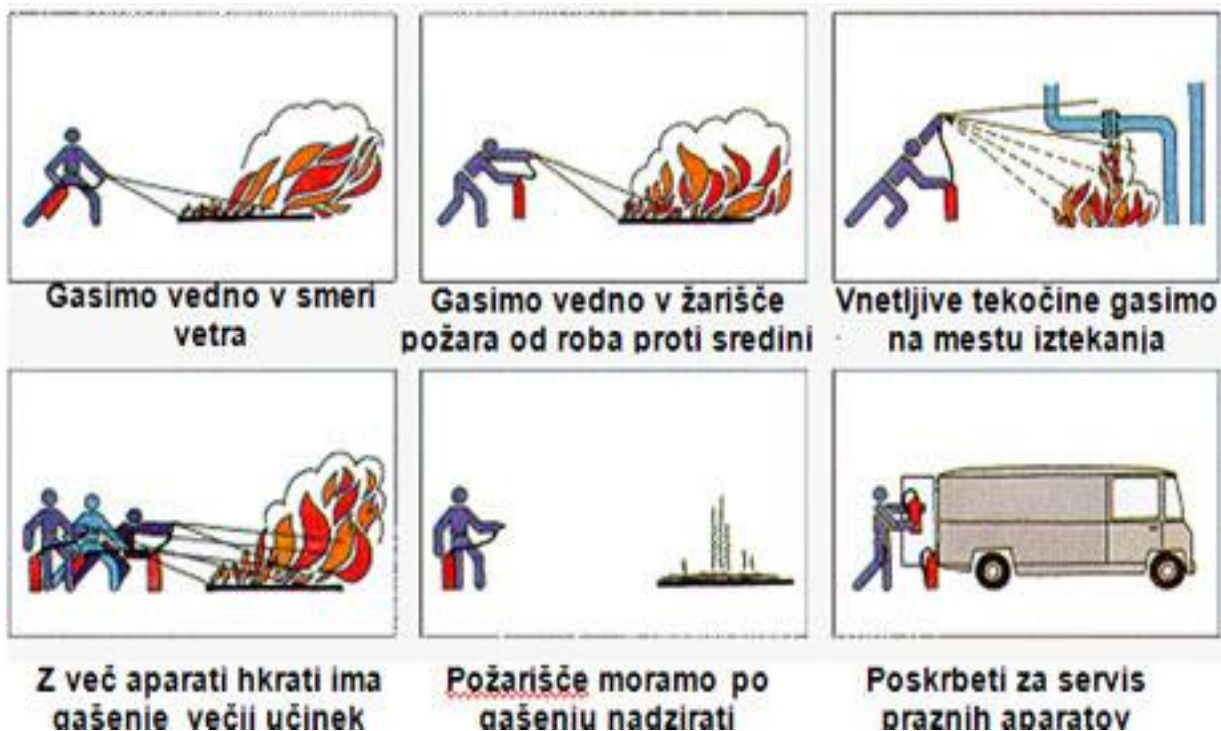 Gasimo vedno v smeri
vetra
Gasimo vedno v žarišče
požara od roba proti sredini
Vnetljive tekočine gasimo
na mestu iztekanja
Z več aparati hkrati ima
gašenje večji učinek
Požarišče moramo po
gašenju nadzirati
Poskrbeti za servis
praznih aparatov